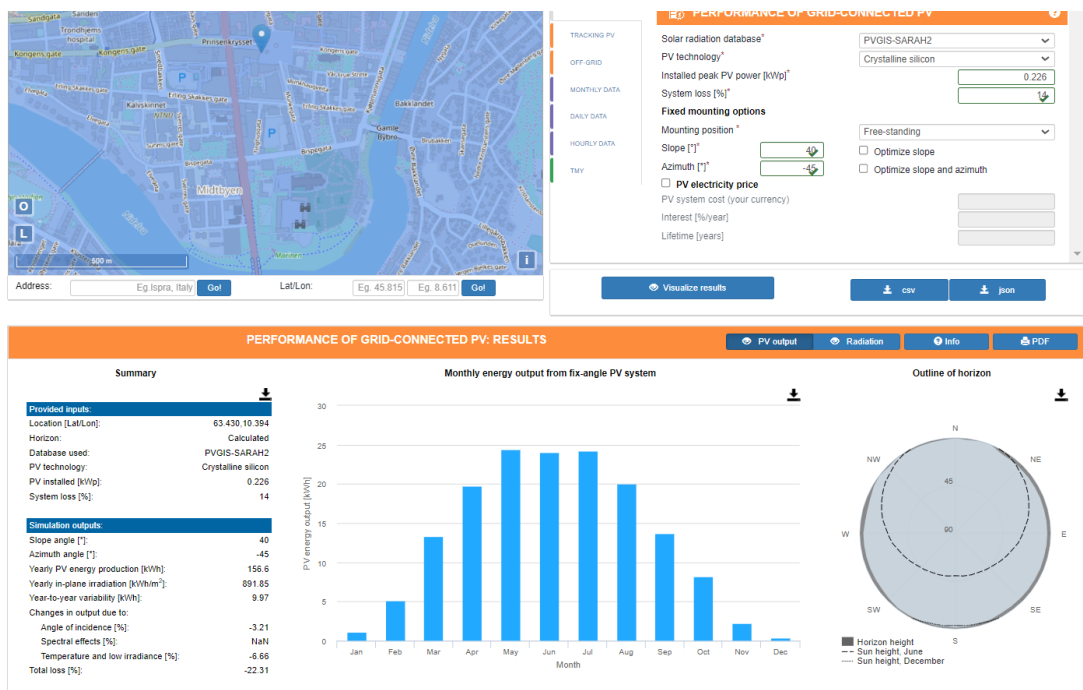 Sandgata
Sanden
Trondhjems
hospital
Prinsenkrysset
Kongens gate
Kongens gate
Kongens gate
Erling Skakkes gate
Erling Skakkes gate
Kalvskinnet
NTNU
P
P
Bakklandet
Gamle
Bybro
Bispegata
Bispegata
Midtbyen
Nidelva
O
L
500 m
i
Address:
Eg.Ispra, Italy
Go!
Lat/Lon:
Eg. 45.815
Eg. 8.611
Go!
PERFORMANCE OF GRID-CONNECTED PV
?
TRACKING PV
OFF-GRID
MONTHLY DATA
DAILY DATA
HOURLY DATA
TMY
Solar radiation database*
PVGIS-SARAH2
PV technology*
Crystalline silicon
Installed peak PV power [kWp]*
0.226
System loss [%]*
14
Fixed mounting options
Mounting position *
Free-standing
Slope [°]*
40
Optimize slope
Azimuth [°]*
-45
Optimize slope and azimuth
PV electricity price
PV system cost (your currency)
Interest [%/year]
Lifetime [years]
Visualize results
csv
json
PERFORMANCE OF GRID-CONNECTED PV: RESULTS
PV output
Radiation
Info
PDF
Summary
Provided inputs:
Location [Lat/Lon]: 63.430,10.394
Horizon: Calculated
Database used: PVGIS-SARAH2
PV technology: Crystalline silicon
PV installed [kWp]: 0.226
System loss [%]: 14
Simulation outputs:
Slope angle [°]: 40
Azimuth angle [°]: -45
Yearly PV energy production [kWh]: 156.6
Yearly in-plane irradiation [kWh/m²]: 891.85
Year-to-year variability [kWh]: 9.97
Changes in output due to:
Angle of incidence [%]: -3.21
Spectral effects [%]: NaN
Temperature and low irradiance [%]: -6.66
Total loss [%]: -22.31
Monthly energy output from fix-angle PV system
PV energy output [kWh]
30
25
20
15
10
5
0
Jan Feb Mar Apr May Jun Jul Aug Sep Oct Nov Dec
Month
Outline of horizon
N
NW
NE
45
W
90
E
SW
SE
S
Horizon height
Sun height, June
Sun height, December